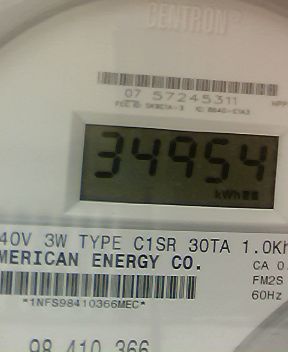 CENTRON
07 57245311
34954
kWh
40V 3W TYPE C1SR 30TA 1.0Kh
MERICAN ENERGY CO.
CA 0
FM2S
60Hz
*1NFS98410366MEC*
98 410 366